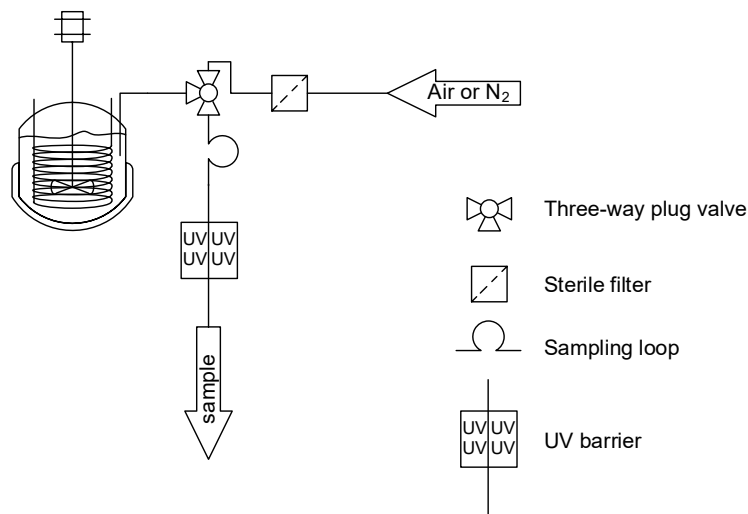 Air or N₂
UV UV
UV UV
sample
Three-way plug valve
Sterile filter
Sampling loop
UV UV
UV UV
UV barrier